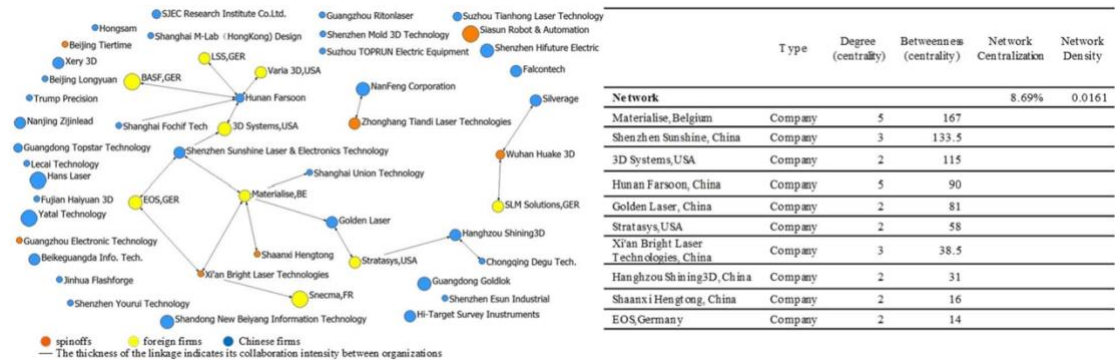 SJEC Research Institute Co.Ltd.
Guangzhou Ritonlaser
Suzhou Tianhong Laser Technology
Hongsam
Shanghai M-Lab（HongKong) Design
Shenzhen Mold 3D Technology
Siasun Robot & Automation
Beijing Tiertime
Suzhou TOPRUN Electric Equipment
Shenzhen Hifuture Electric
Xery 3D
LSS,GER
Varia 3D,USA
Falcontech
Beijing Longyuan
BASF,GER
NanFeng Corporation
Trump Precision
Hunan Farsoon
Silverage
Nanjing Zijinlead
Shanghai Fochif Tech
3D Systems,USA
Zhonghang Tiandi Laser Technologies
Guangdong Topstar Technology
Shenzhen Sunshine Laser & Electronics Technology
Wuhan Huake 3D
Lecai Technology
Hans Laser
Shanghai Union Technology
Fujian Haiyuan 3D
EOS,GER
Materialise,BE
SLM Solutions,GER
Yatal Technology
Golden Laser
Guangzhou Electronic Technology
Hanghzou Shining3D
Beikeguangda Info. Tech.
Shaanxi Hengtong
Stratasys,USA
Chongqing Degu Tech.
Jinhua Flashforge
Xi'an Bright Laser Technologies
Guangdong Goldlok
Shenzhen Yourui Technology
Snecma,FR
Shenzhen Esun Industrial
Shandong New Beiyang Information Technology
Hi-Target Survey Inustruments
spinoffs foreign firms Chinese firms
The thickness of the linkage indicates its collaboration intensity between organizations
Type Degree (centrality) Betweenness (centrality) Network Centralization Network Density
Network 8.69% 0.0161
Materialise, Belgium Company 5 167
Shenzhen Sunshine, China Company 3 133.5
3D Systems,USA Company 2 115
Hunan Farsoon, China Company 5 90
Golden Laser, China Company 2 81
Stratasys,USA Company 2 58
Xi'an Bright Laser
Technologies, China Company 3 38.5
Hanghzou Shining3D, China Company 2 31
Shaanxi Hengtong, China Company 2 16
EOS,Germany Company 2 14